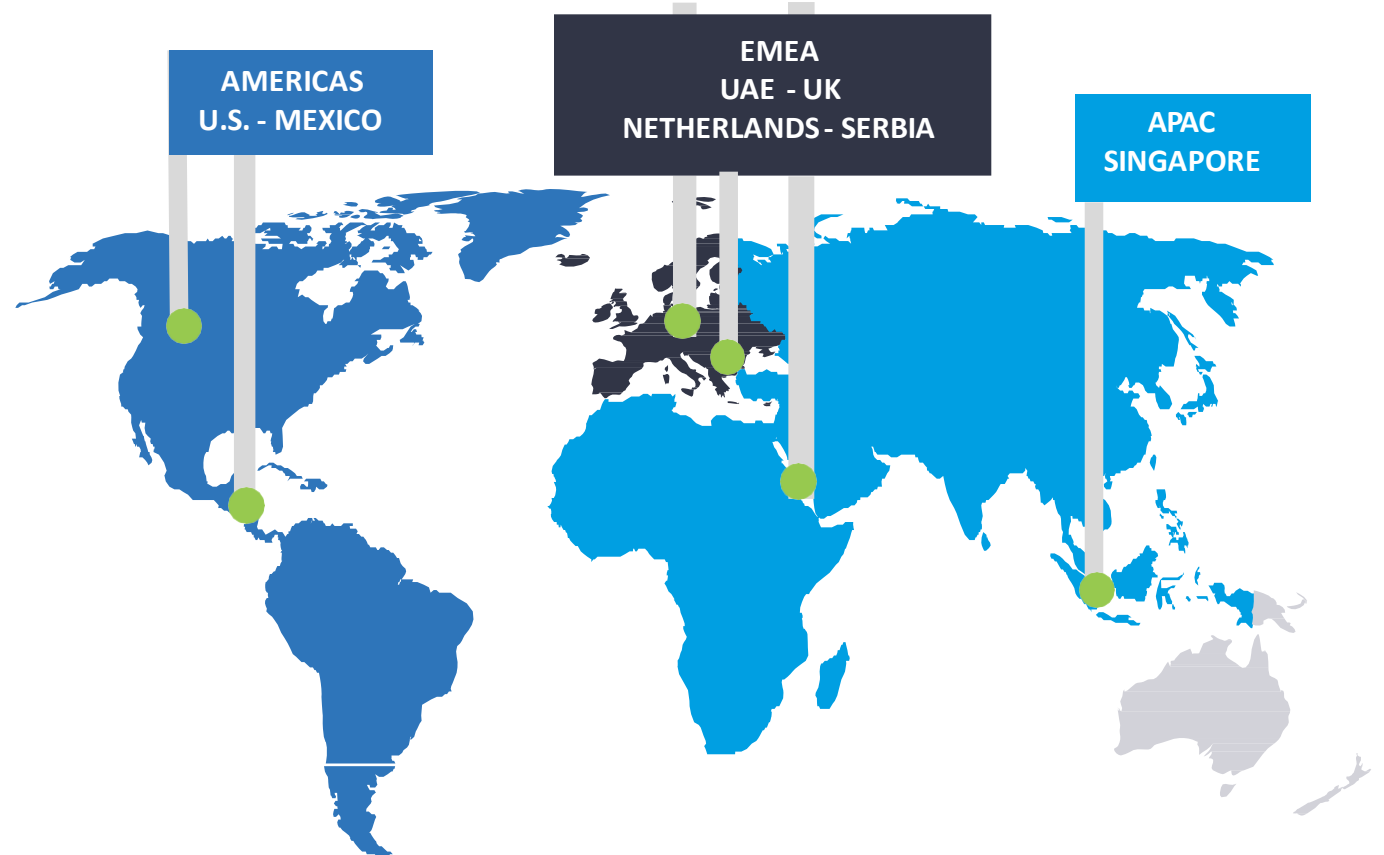 AMERICAS
U.S. - MEXICO
EMEA
UAE - UK
NETHERLANDS - SERBIA
APAC
SINGAPORE